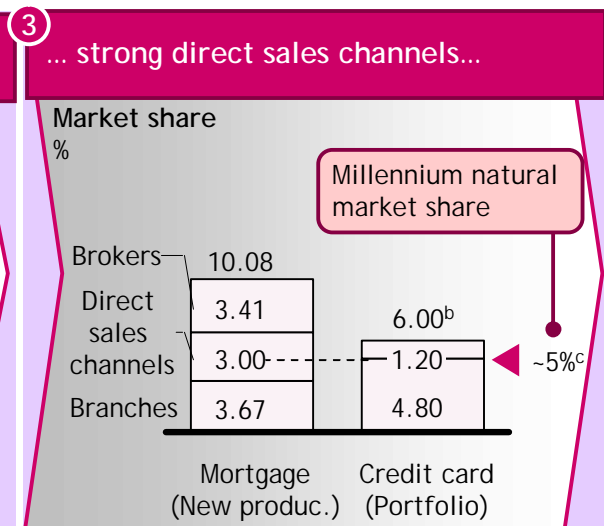 3
... strong direct sales channels...
Market share
%
Millennium natural
market share
Brokers
10.08
Direct
sales
channels
3.41
6.00b
3.00
1.20
~5%c
Branches
3.67
4.80
Mortgage
(New produc.)
Credit card
(Portfolio)